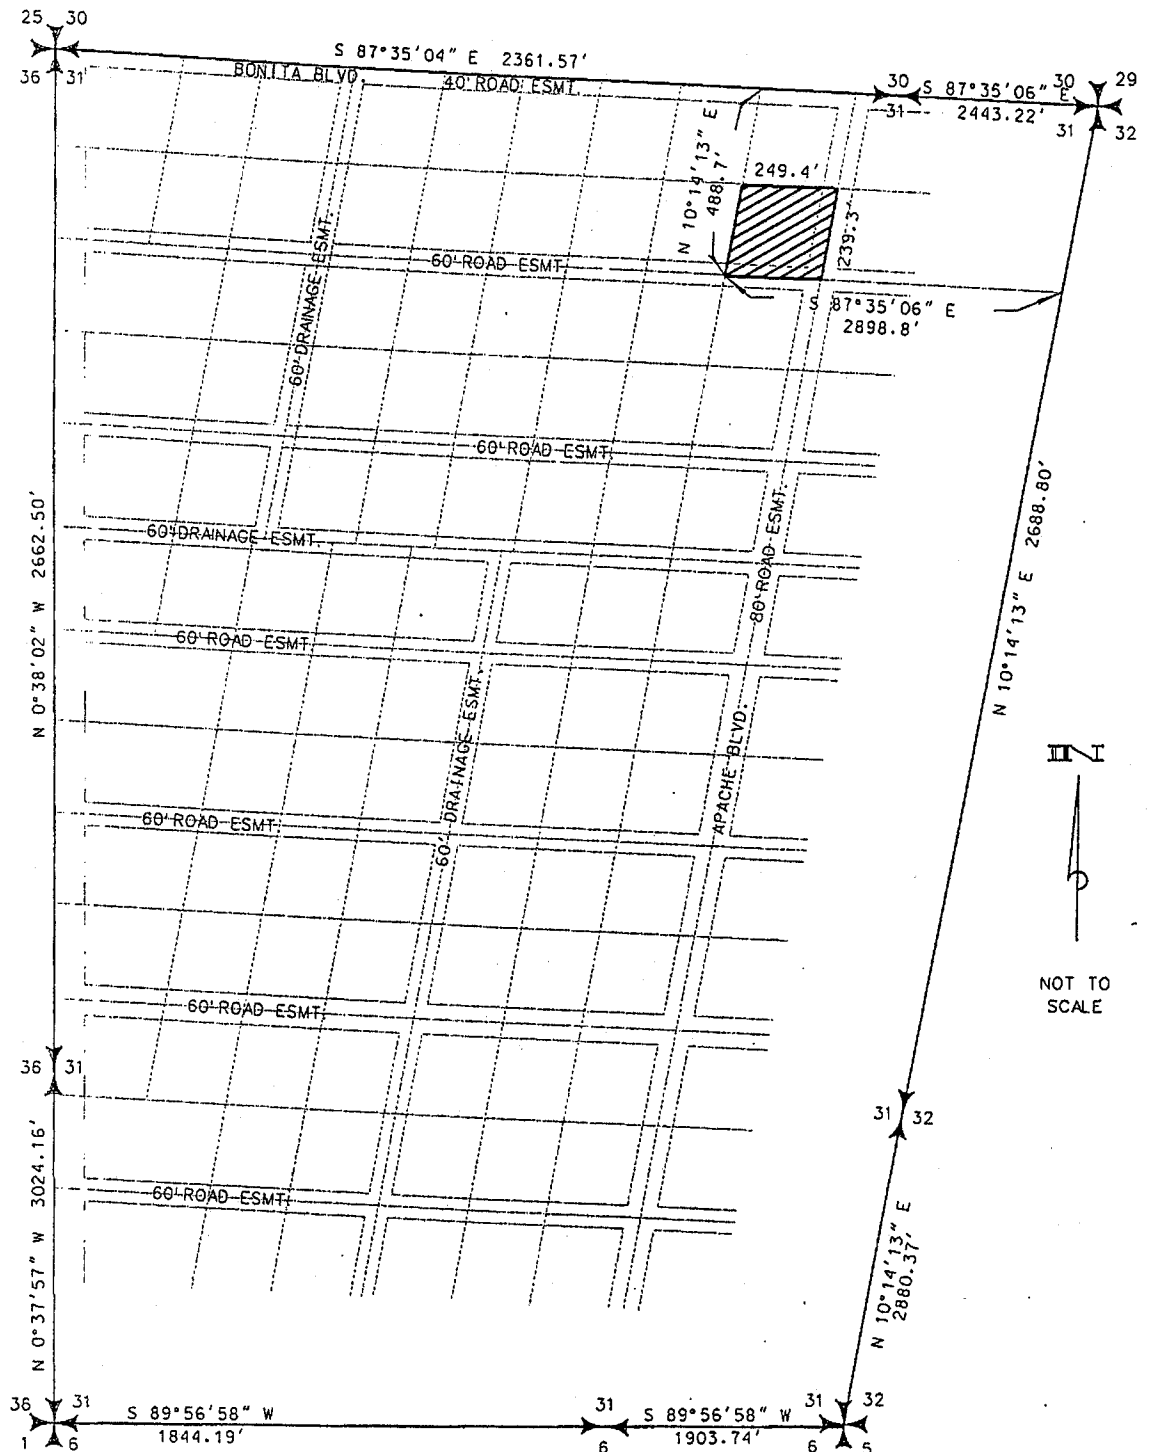 25 30
36 31
S 87°35'04" E 2361.57'
BONITA BLVD.
40' ROAD ESMT.
30
31
S 87°35'06" E
2443.22'
30 29
31 32
N 10°14'13" E
488.7'
249.4'
239.3'
60' DRAINAGE ESMT.
60' ROAD ESMT.
S 87°35'06" E
2898.8'
60' ROAD ESMT.
N 0°38'02" W 2662.50'
60' DRAINAGE ESMT.
80' ROAD ESMT.
N 10°14'13" E 2688.80'
60' ROAD ESMT.
60' DRAINAGE ESMT.
APACHE BLVD.
60' ROAD ESMT.
N
NOT TO
SCALE
60' ROAD ESMT.
36 31
31 32
N 0°37'57" W 3024.16'
60' ROAD ESMT.
N 10°14'13" E
2880.37'
36 31
1 6
S 89°56'58" W
1844.19'
31
6
S 89°56'58" W
1903.74'
31 32
6 5